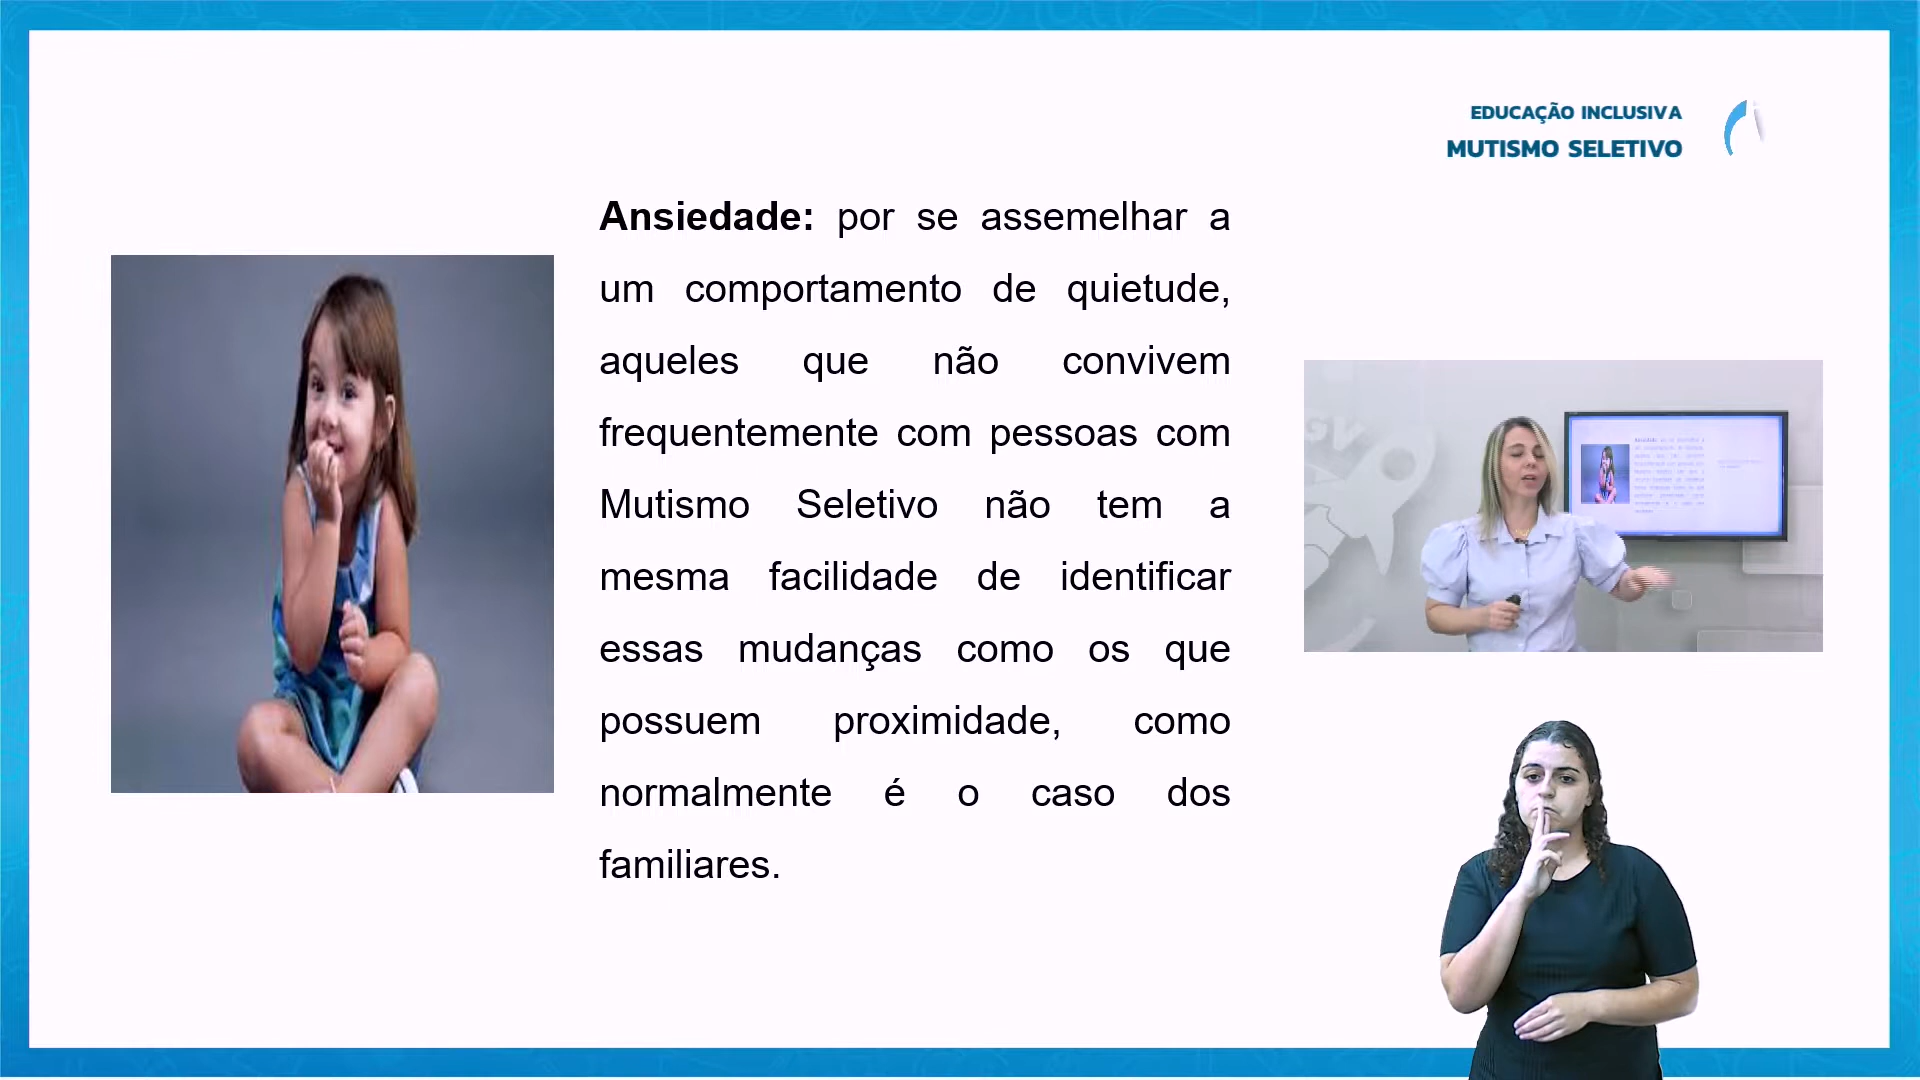 EDUCAÇÃO INCLUSIVA
MUTISMO SELETIVO
Ansiedade: por se assemelhar a
um comportamento de quietude,
aqueles que não convivem
frequentemente com pessoas com
Mutismo Seletivo não tem a
mesma facilidade de identificar
essas mudanças como os que
possuem proximidade, como
normalmente é o caso dos
familiares.